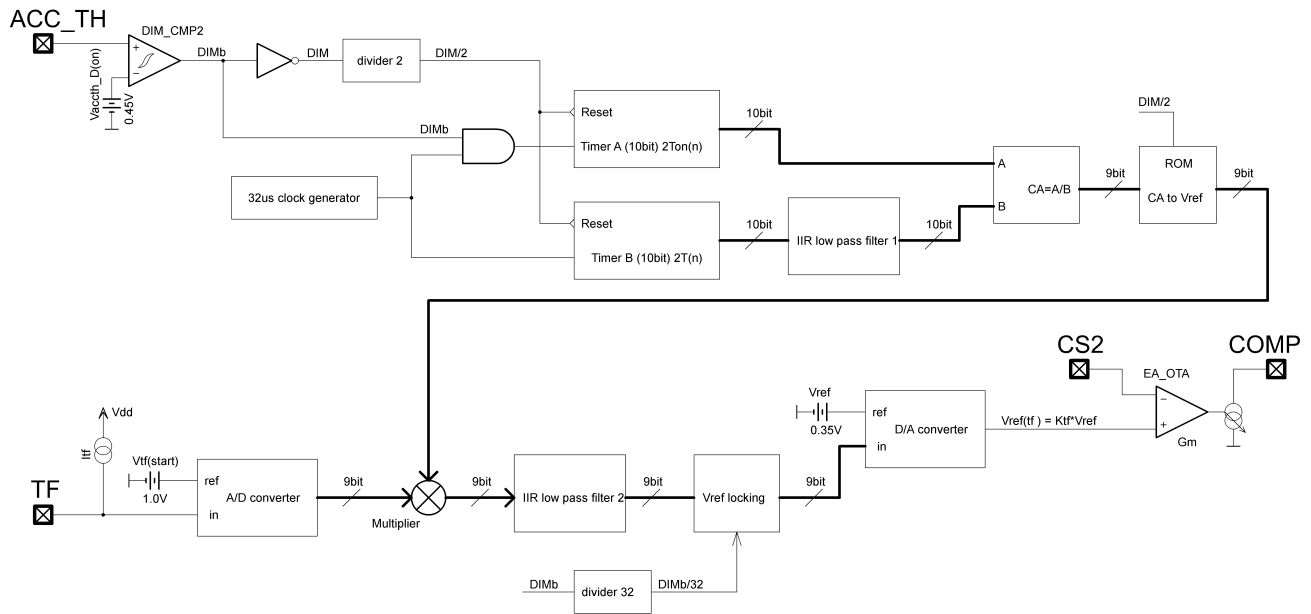 ACC_TH
DIM_CMP2
+
−
Vaccth_D(on)
0.45V
DIMb
DIM
divider 2
DIM/2
DIMb
32us clock generator
Reset
Timer A (10bit) 2Ton(n)
10bit
Reset
Timer B (10bit) 2T(n)
10bit
IIR low pass filter 1
10bit
A
CA=A/B
B
9bit
DIM/2
ROM
CA to Vref
9bit
CS2
COMP
EA_OTA
−
+
Gm
Vref
0.35V
ref
D/A converter
in
Vref(tf ) = Ktf*Vref
Vdd
Itf
TF
Vtf(start)
1.0V
ref
A/D converter
in
9bit
Multiplier
9bit
IIR low pass filter 2
9bit
Vref locking
9bit
DIMb
divider 32
DIMb/32